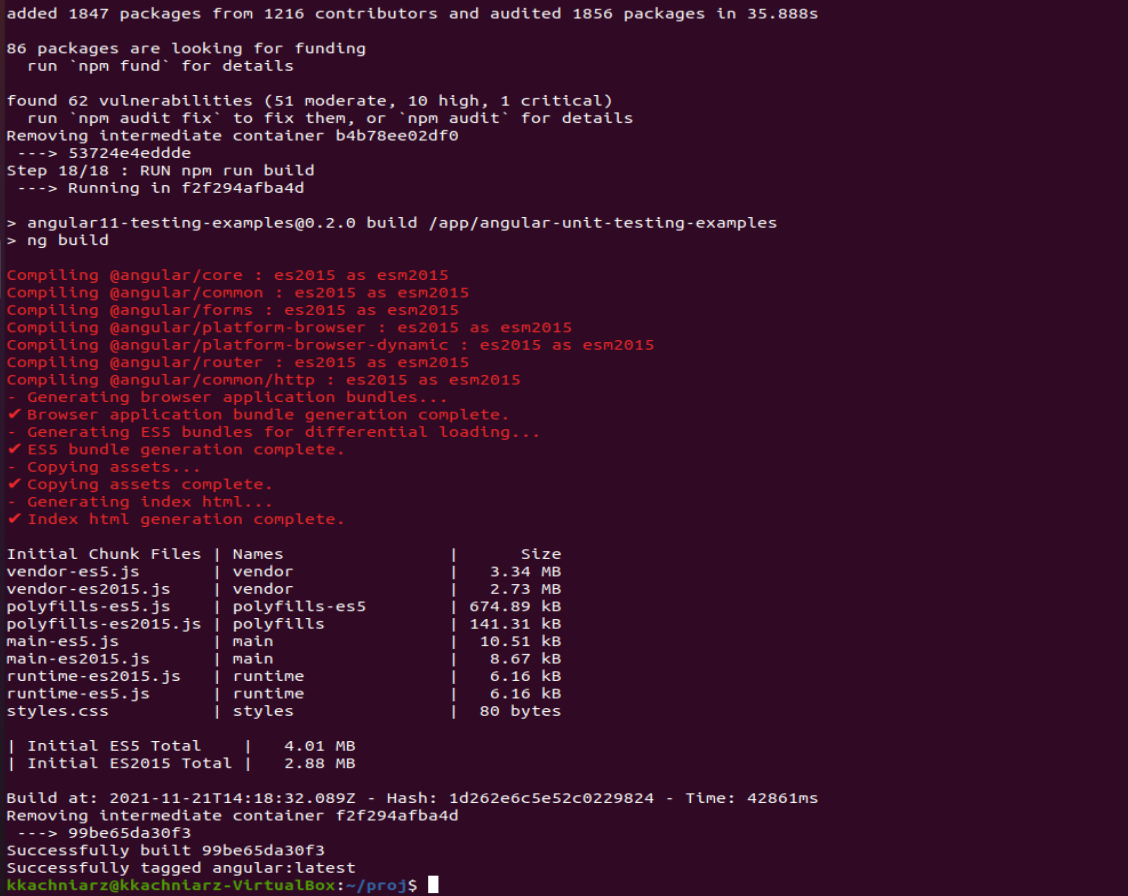 added 1847 packages from 1216 contributors and audited 1856 packages in 35.888s
86 packages are looking for funding
  run `npm fund` for details
found 62 vulnerabilities (51 moderate, 10 high, 1 critical)
  run `npm audit fix` to fix them, or `npm audit` for details
Removing intermediate container b4b78ee02df0
 ---> 53724e4eddde
Step 18/18 : RUN npm run build
 ---> Running in f2f294afba4d
> angular11-testing-examples@0.2.0 build /app/angular-unit-testing-examples
> ng build
Compiling @angular/core : es2015 as esm2015
Compiling @angular/common : es2015 as esm2015
Compiling @angular/forms : es2015 as esm2015
Compiling @angular/platform-browser : es2015 as esm2015
Compiling @angular/platform-browser-dynamic : es2015 as esm2015
Compiling @angular/router : es2015 as esm2015
Compiling @angular/common/http : es2015 as esm2015
- Generating browser application bundles...
✔ Browser application bundle generation complete.
- Generating ES5 bundles for differential loading...
✔ ES5 bundle generation complete.
- Copying assets...
✔ Copying assets complete.
- Generating index html...
✔ Index html generation complete.
Initial Chunk Files | Names                |      Size
vendor-es5.js       | vendor               |   3.34 MB
vendor-es2015.js    | vendor               |   2.73 MB
polyfills-es5.js    | polyfills-es5        | 674.89 kB
polyfills-es2015.js | polyfills            | 141.31 kB
main-es5.js         | main                 |  10.51 kB
main-es2015.js      | main                 |   8.67 kB
runtime-es2015.js   | runtime              |   6.16 kB
runtime-es5.js      | runtime              |   6.16 kB
styles.css          | styles               |  80 bytes
| Initial ES5 Total    |   4.01 MB
| Initial ES2015 Total |   2.88 MB
Build at: 2021-11-21T14:18:32.089Z - Hash: 1d262e6c5e52c0229824 - Time: 42861ms
Removing intermediate container f2f294afba4d
 ---> 99be65da30f3
Successfully built 99be65da30f3
Successfully tagged angular:latest
kkachniarz@kkachniarz-VirtualBox:~/proj$